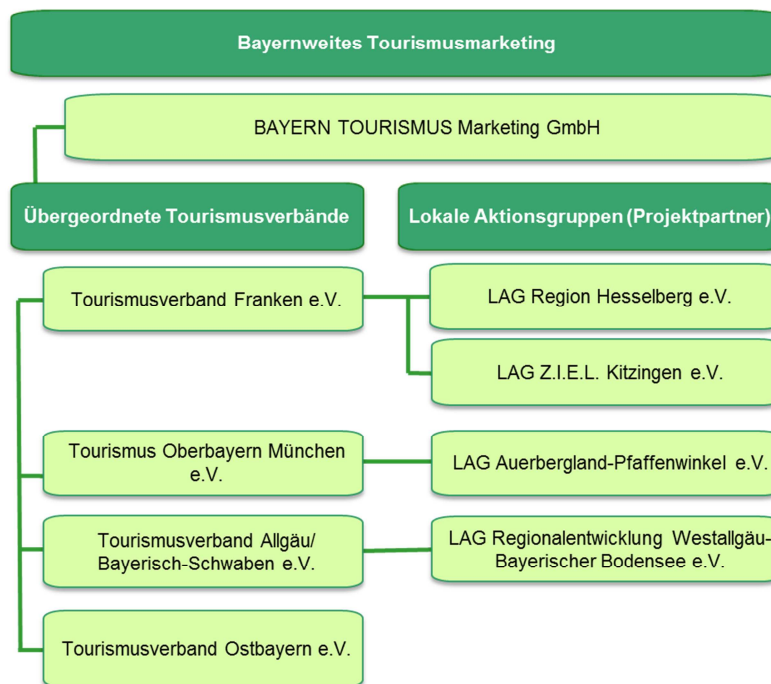 Bayernweites Tourismusmarketing
BAYERN TOURISMUS Marketing GmbH
Übergeordnete Tourismusverbände
Lokale Aktionsgruppen (Projektpartner)
Tourismusverband Franken e.V.
LAG Region Hesselberg e.V.
LAG Z.I.E.L. Kitzingen e.V.
Tourismus Oberbayern München
e.V.
LAG Auerbergland-Pfaffenwinkel e.V.
Tourismusverband Allgäu/
Bayerisch-Schwaben e.V.
LAG Regionalentwicklung Westallgäu-
Bayerischer Bodensee e.V.
Tourismusverband Ostbayern e.V.